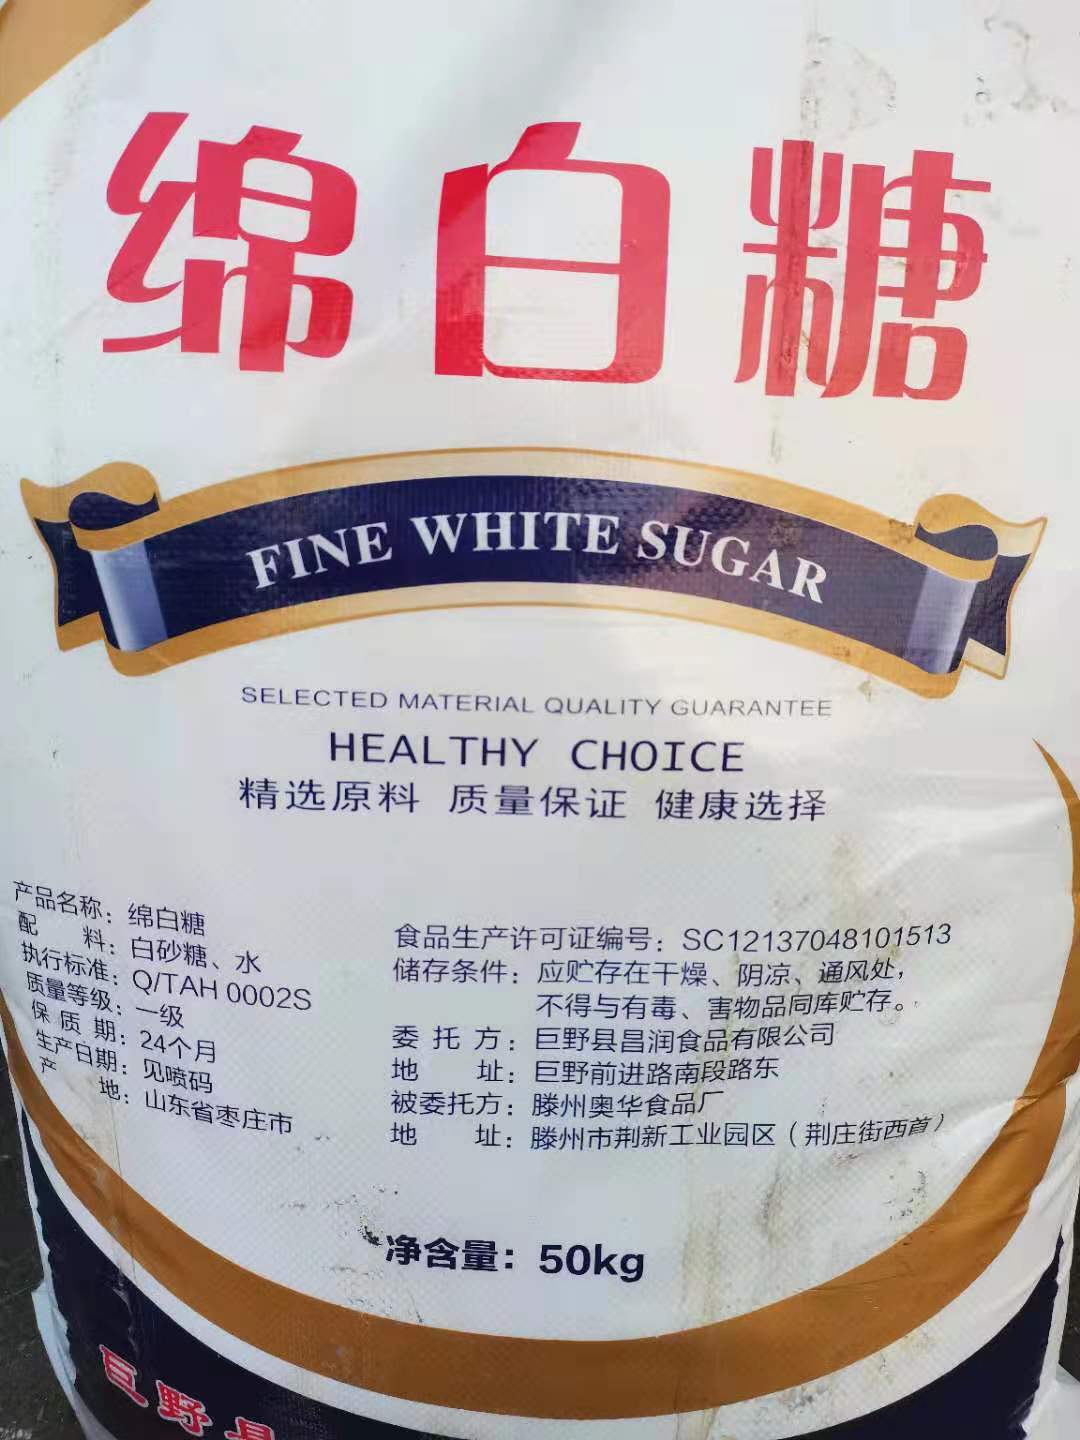 绵白糖
FINE WHITE SUGAR
SELECTED MATERIAL QUALITY GUARANTEE
HEALTHY CHOICE
精选原料 质量保证 健康选择
产品名称：绵白糖
配 料：白砂糖、水
执行标准：Q/TAH 0002S
质量等级：一级
保 质 期：24个月
生产日期：见喷码
产 地：山东省枣庄市
食品生产许可证编号：SC12137048101513
储存条件：应贮存在干燥、阴凉、通风处，
不得与有毒、害物品同库贮存。
委 托 方：巨野县昌润食品有限公司
地 址：巨野前进路南段路东
被委托方：滕州奥华食品厂
地 址：滕州市荆新工业园区（荆庄街西首）
净含量：50kg
巨野县